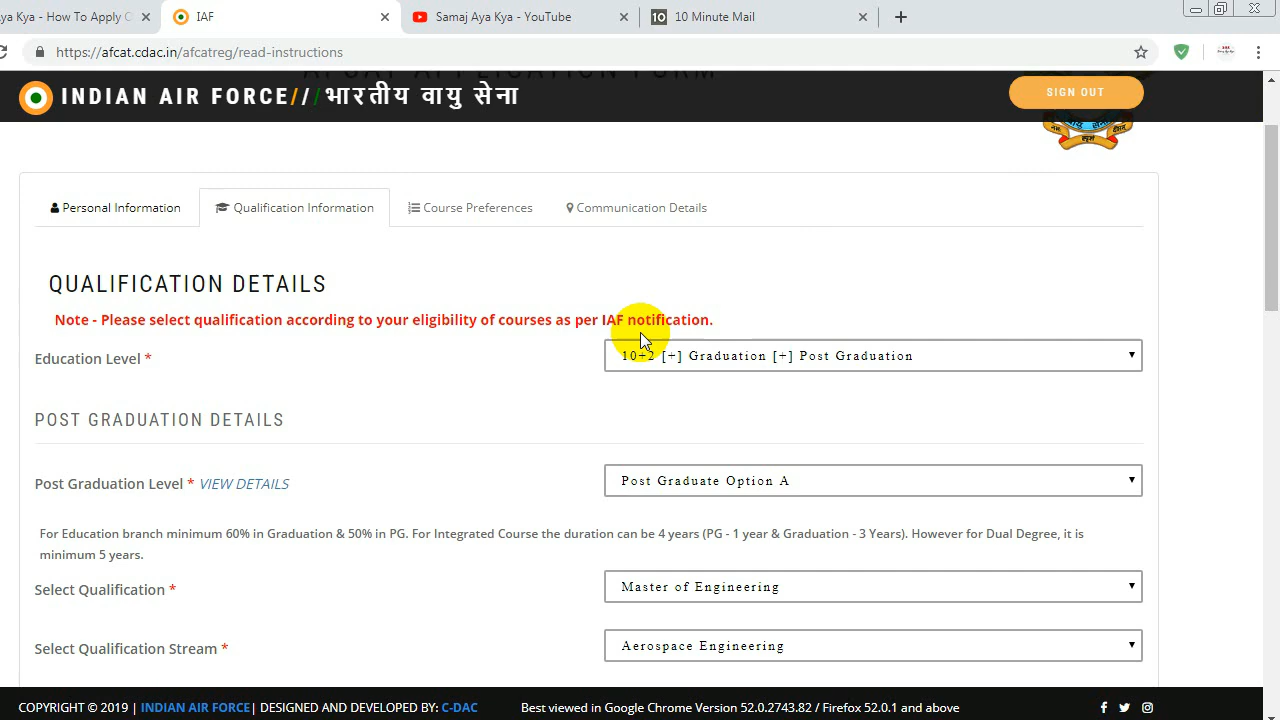 ya Kya - How To Apply
IAF
Samaj Aya Kya - YouTube
10 10 Minute Mail
https://afcat.cdac.in/afcatreg/read-instructions
AFCAT APPLICATION FORM
INDIAN AIR FORCE/// भारतीय वायु सेना
SIGN OUT
Personal Information
Qualification Information
Course Preferences
Communication Details
QUALIFICATION DETAILS
Note - Please select qualification according to your eligibility of courses as per IAF notification.
Education Level *
10+2 [+] Graduation [+] Post Graduation
POST GRADUATION DETAILS
Post Graduation Level * VIEW DETAILS
Post Graduate Option A
For Education branch minimum 60% in Graduation & 50% in PG. For Integrated Course the duration can be 4 years (PG - 1 year & Graduation - 3 Years). However for Dual Degree, it is
minimum 5 years.
Select Qualification *
Master of Engineering
Select Qualification Stream *
Aerospace Engineering
COPYRIGHT © 2019 | INDIAN AIR FORCE| DESIGNED AND DEVELOPED BY: C-DAC
Best viewed in Google Chrome Version 52.0.2743.82 / Firefox 52.0.1 and above